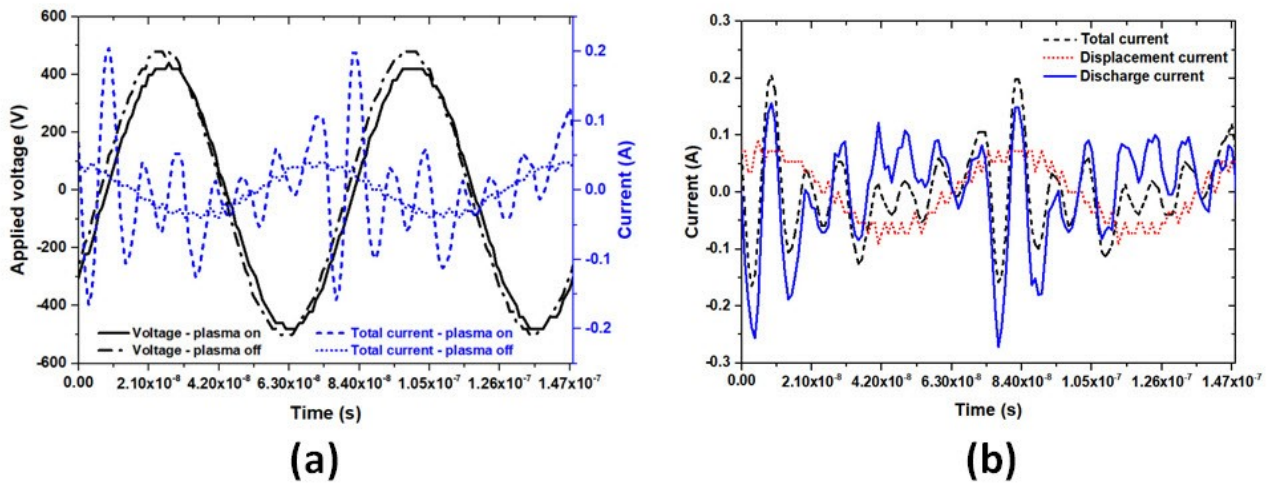 600
400
200
0
-200
-400
-600
Applied voltage (V)
0.2
0.1
0.0
-0.1
-0.2
Current (A)
Voltage - plasma on
Voltage - plasma off
Total current - plasma on
Total current - plasma off
0.00 2.10x10⁻⁸ 4.20x10⁻⁸ 6.30x10⁻⁸ 8.40x10⁻⁸ 1.05x10⁻⁷ 1.26x10⁻⁷ 1.47x10⁻⁷
Time (s)
(a)
0.3
0.2
0.1
0.0
-0.1
-0.2
-0.3
Current (A)
Total current
Displacement current
Discharge current
0.00 2.10x10⁻⁸ 4.20x10⁻⁸ 6.30x10⁻⁸ 8.40x10⁻⁸ 1.05x10⁻⁷ 1.26x10⁻⁷ 1.47x10⁻⁷
Time (s)
(b)